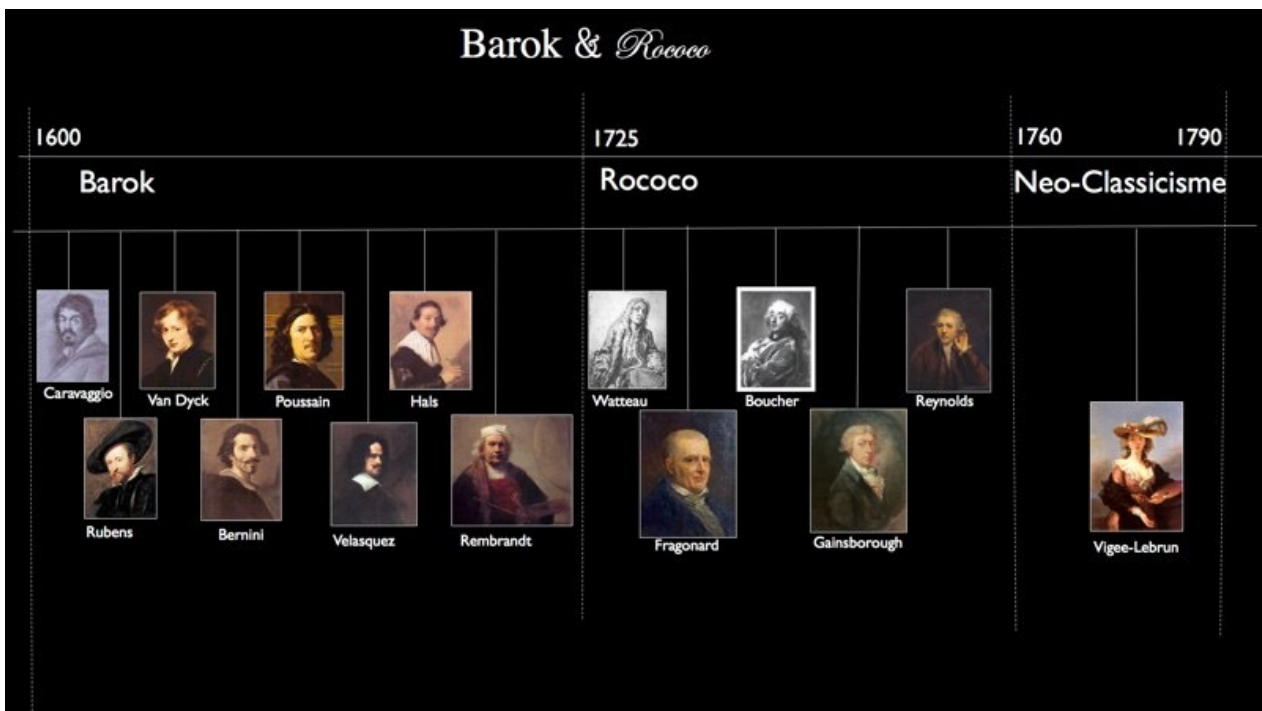 Barok & Rococo
1600
1725
1760
1790
Barok
Rococo
Neo-Classicisme
Caravaggio
Van Dyck
Poussain
Hals
Watteau
Boucher
Reynolds
Rubens
Bernini
Velasquez
Rembrandt
Fragonard
Gainsborough
Vigee-Lebrun